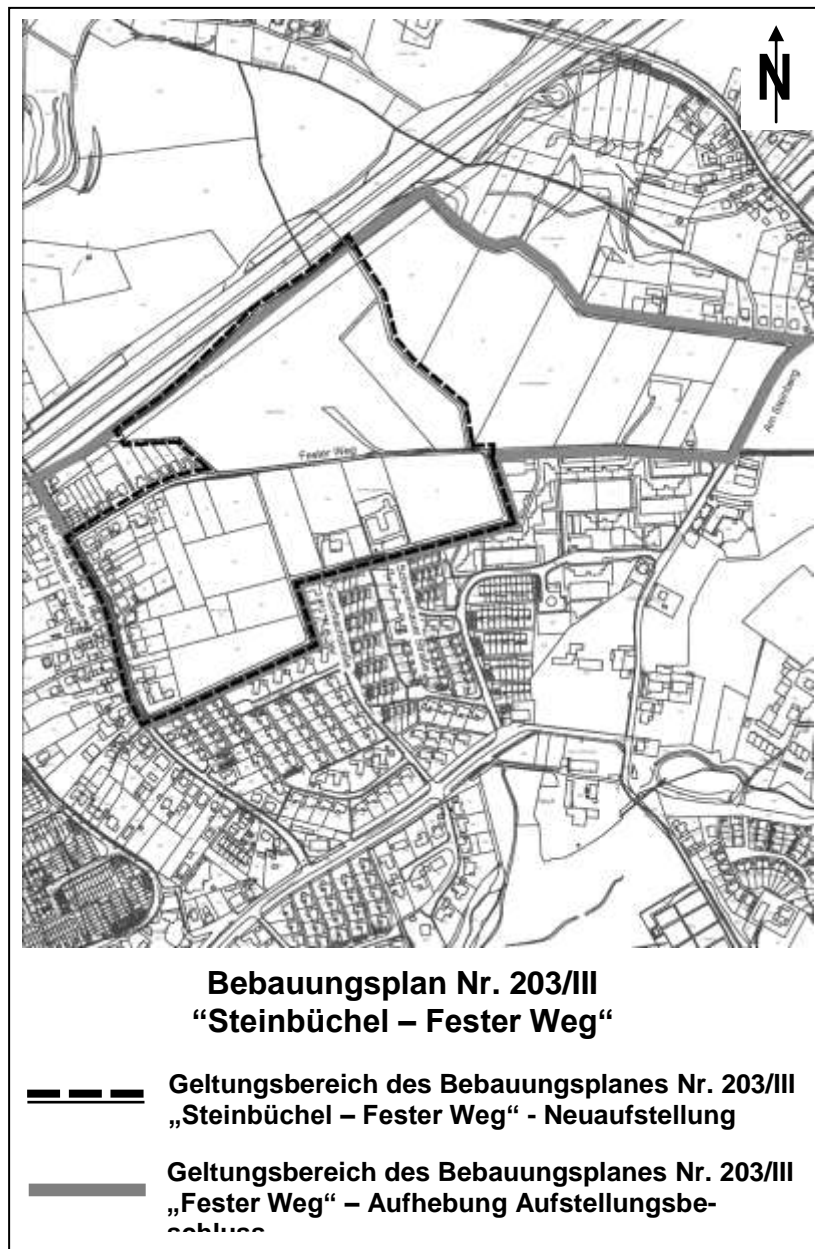 N
Fester Weg
Am Steinberg
Bebauungsplan Nr. 203/III
“Steinbüchel – Fester Weg“
Geltungsbereich des Bebauungsplanes Nr. 203/III
„Steinbüchel – Fester Weg“ - Neuaufstellung
Geltungsbereich des Bebauungsplanes Nr. 203/III
„Fester Weg“ – Aufhebung Aufstellungsbe-
schluss